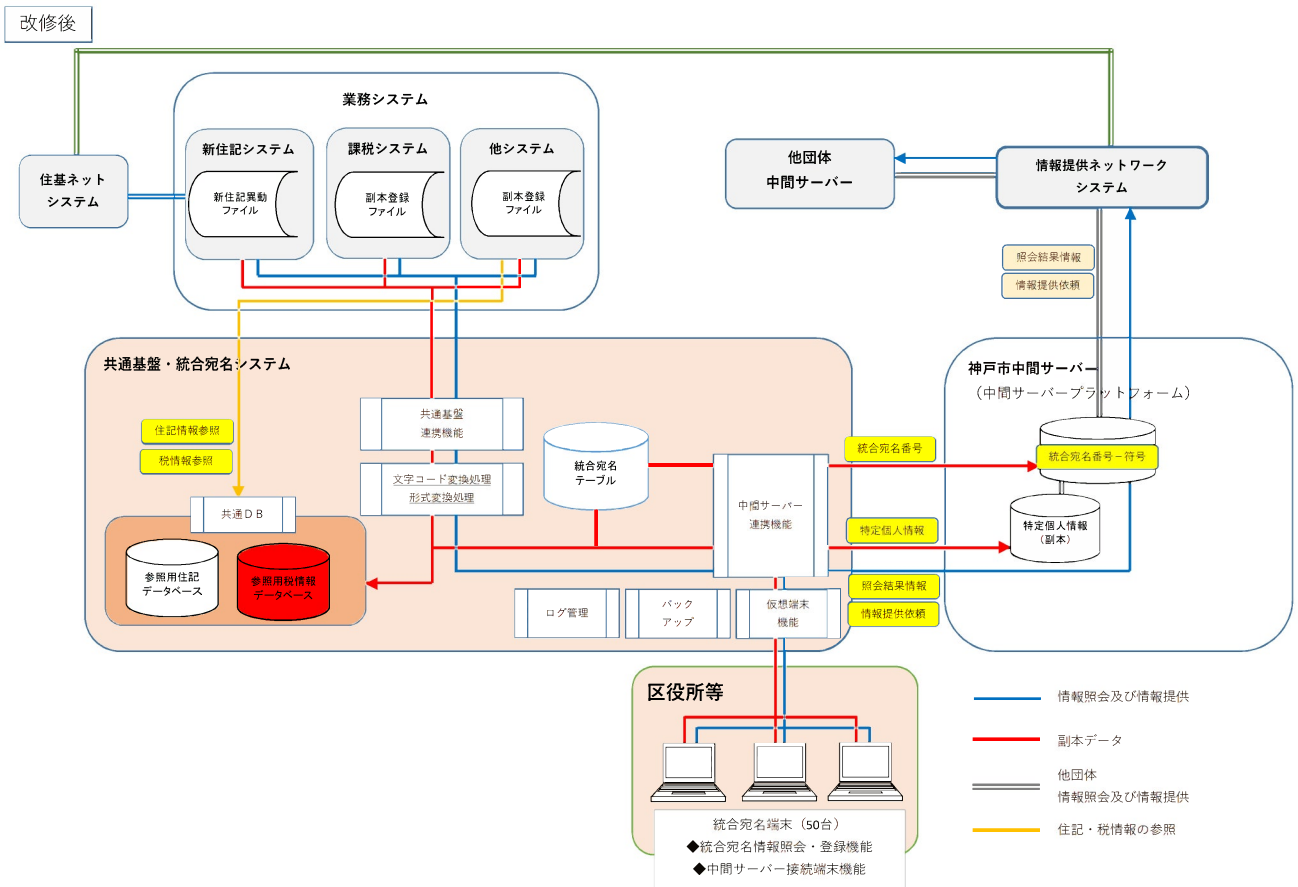 改修後
業務システム
新住記システム
新住記異動
ファイル
課税システム
副本登録
ファイル
他システム
副本登録
ファイル
住基ネット
システム
他団体
中間サーバー
情報提供ネットワーク
システム
照会結果情報
情報提供依頼
共通基盤・統合宛名システム
住記情報参照
税情報参照
共通基盤
連携機能
文字コード変換処理
形式変換処理
統合宛名
テーブル
中間サーバー
連携機能
共通DB
参照用住記
データベース
参照用税情報
データベース
ログ管理
バック
アップ
仮想端末
機能
統合宛名番号
特定個人情報
照会結果情報
情報提供依頼
神戸市中間サーバー
（中間サーバープラットフォーム）
統合宛名番号－符号
特定個人情報
（副本）
区役所等
統合宛名端末（50台）
◆統合宛名情報照会・登録機能
◆中間サーバー接続端末機能
情報照会及び情報提供
副本データ
他団体
情報照会及び情報提供
住記・税情報の参照